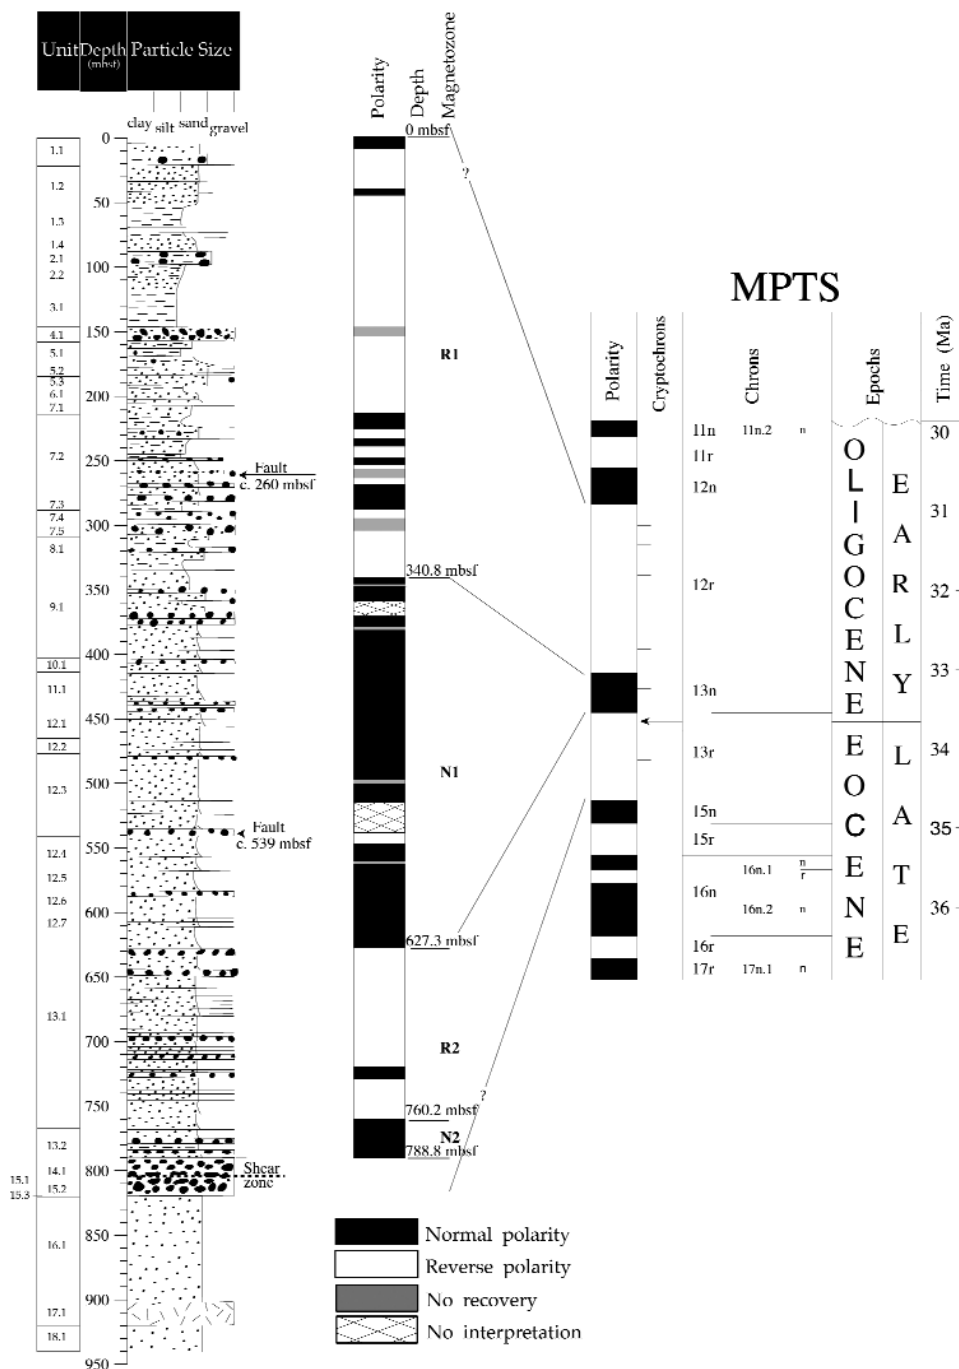 Unit Depth (mbsf) Particle Size
clay silt sand gravel
0
50
100
150
200
250
300
350
400
450
500
550
600
650
700
750
800
850
900
950
1.1
1.2
1.3
1.4
2.1
2.2
3.1
4.1
5.1
5.2
5.3
6.1
7.1
7.2
7.3
7.4
7.5
8.1
9.1
10.1
11.1
12.1
12.2
12.3
12.4
12.5
12.6
12.7
13.1
13.2
14.1
15.1
15.2
15.3
16.1
17.1
18.1
Fault
c. 260 mbsf
Fault
c. 539 mbsf
Shear
zone
Polarity
Depth
Magnetozone
0 mbsf
?
R1
340.8 mbsf
N1
627.3 mbsf
R2
760.2 mbsf
N2
788.8 mbsf
?
MPTS
Polarity
Cryptochrons
Chrons
Epochs
Time (Ma)
11n 11n.2 n
11r
12n
12r
13n
13r
15n
15r
16n.1 n
r
16n
16n.2 n
16r
17r 17n.1 n
OLIGOCENE
EARLY
EOCENE
LATE
30
31
32
33
34
35
36
Normal polarity
Reverse polarity
No recovery
No interpretation